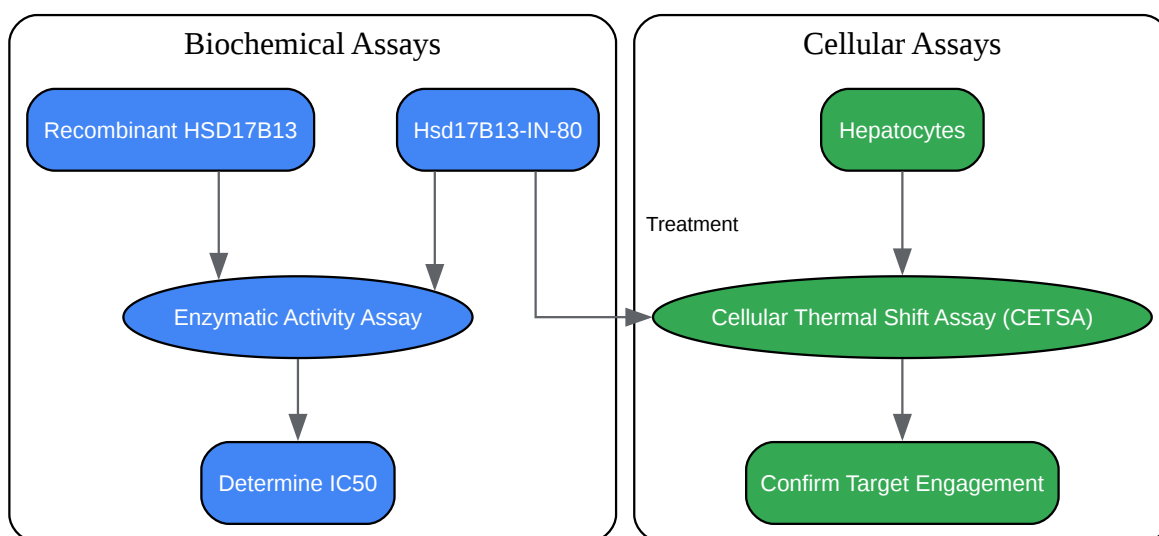 Biochemical Assays
Recombinant HSD17B13
Hsd17B13-IN-80
Enzymatic Activity Assay
Determine IC50
Cellular Assays
Hepatocytes
Treatment
Cellular Thermal Shift Assay (CETSA)
Confirm Target Engagement